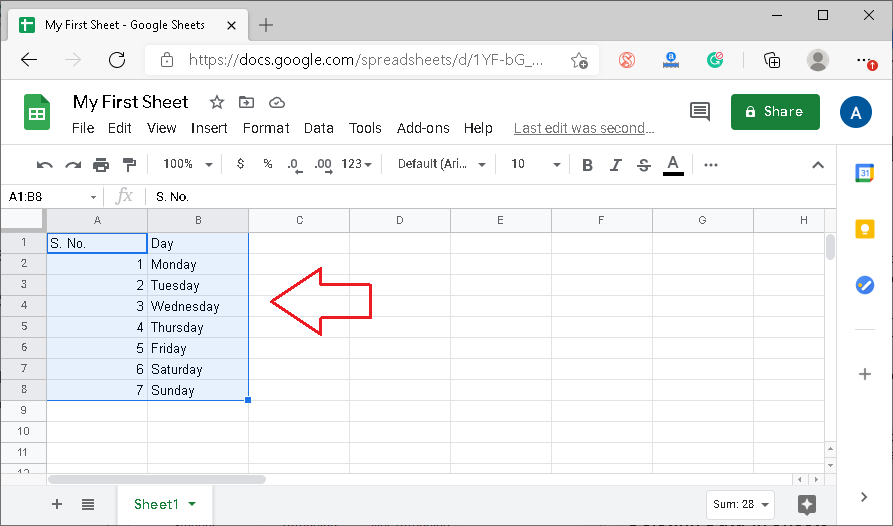 My First Sheet - Google Sheets
https://docs.google.com/spreadsheets/d/1YF-bG_...
My First Sheet
File Edit View Insert Format Data Tools Add-ons Help Last edit was second...
Share
A
100% $ % .0 .00 123 Default (Ari... 10 B I S A
31
A1:B8 fx S. No.
A B C D E F G H
1 S. No. Day
2 1 Monday
3 2 Tuesday
4 3 Wednesday
5 4 Thursday
6 5 Friday
7 6 Saturday
8 7 Sunday
9
10
11
12
Sheet1 Sum: 28